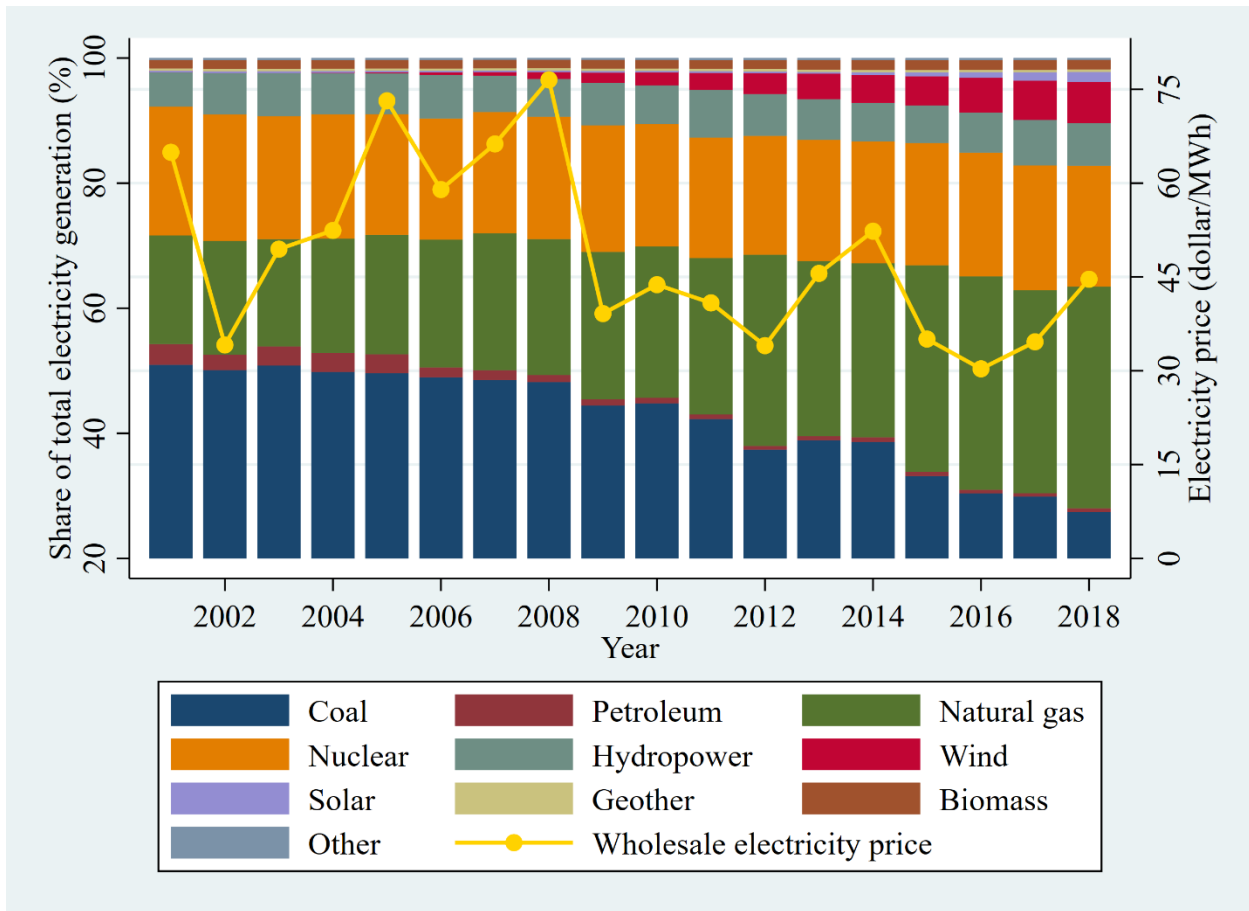 Share of total electricity generation (%)
100
80
60
40
20
75
60
45
30
15
0
Electricity price (dollar/MWh)
2002 2004 2006 2008 2010 2012 2014 2016 2018
Year
Coal Petroleum Natural gas
Nuclear Hydropower Wind
Solar Geother Biomass
Other Wholesale electricity price